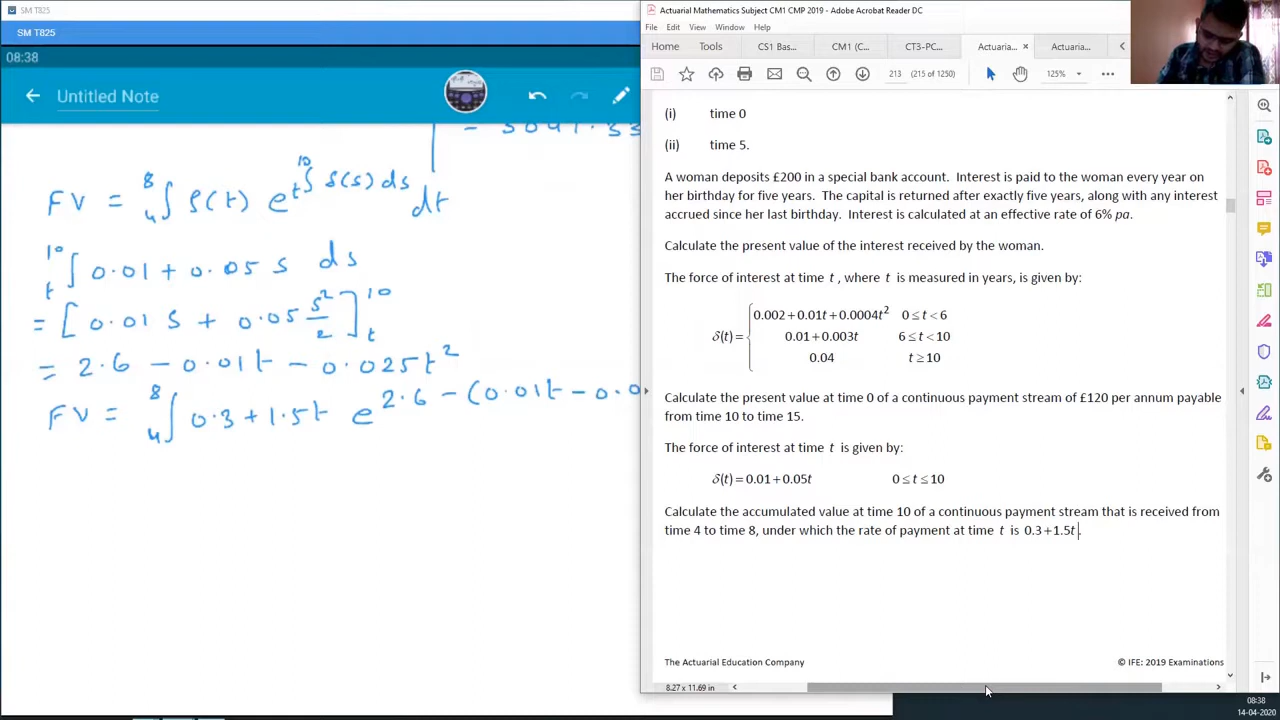 SM T825
SM T825
08:38
Untitled Note
FV = ₄∫⁸ ρ(t) e^{ₜ∫¹⁰ δ(s) ds} dt
ₜ∫¹⁰ 0.01 + 0.05 s ds
= [0.01 s + 0.05 s²/2]ₜ¹⁰
= 2.6 - 0.01t - 0.025t²
FV = ₄∫⁸ 0.3 + 1.5t e^{2.6 - (0.01t - 0.0
Actuarial Mathematics Subject CM1 CMP 2019 - Adobe Acrobat Reader DC
File Edit View Window Help
Home Tools CS1 Bas... CM1 (C... CT3-PC... Actuaria... × Actuaria...
213 (215 of 1250) 125%
(i) time 0
(ii) time 5.
A woman deposits £200 in a special bank account. Interest is paid to the woman every year on
her birthday for five years. The capital is returned after exactly five years, along with any interest
accrued since her last birthday. Interest is calculated at an effective rate of 6% pa.
Calculate the present value of the interest received by the woman.
The force of interest at time t , where t is measured in years, is given by:
0.002 + 0.01t + 0.0004t² 0 ≤ t < 6
δ(t) = { 0.01 + 0.003t 6 ≤ t < 10
0.04 t ≥ 10
Calculate the present value at time 0 of a continuous payment stream of £120 per annum payable
from time 10 to time 15.
The force of interest at time t is given by:
δ(t) = 0.01 + 0.05t 0 ≤ t ≤ 10
Calculate the accumulated value at time 10 of a continuous payment stream that is received from
time 4 to time 8, under which the rate of payment at time t is 0.3 + 1.5t .
The Actuarial Education Company © IFE: 2019 Examinations
8.27 x 11.69 in
08:38
14-04-2020